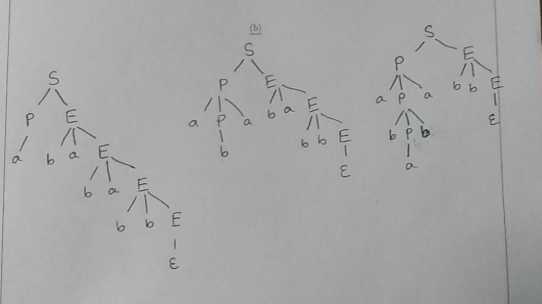 (b)
S
P E
a b a E
b a E
b b E
ε
S
P E
a P a b a E
b b b E
ε
S
P E
a P a b b E
b P b ε
a